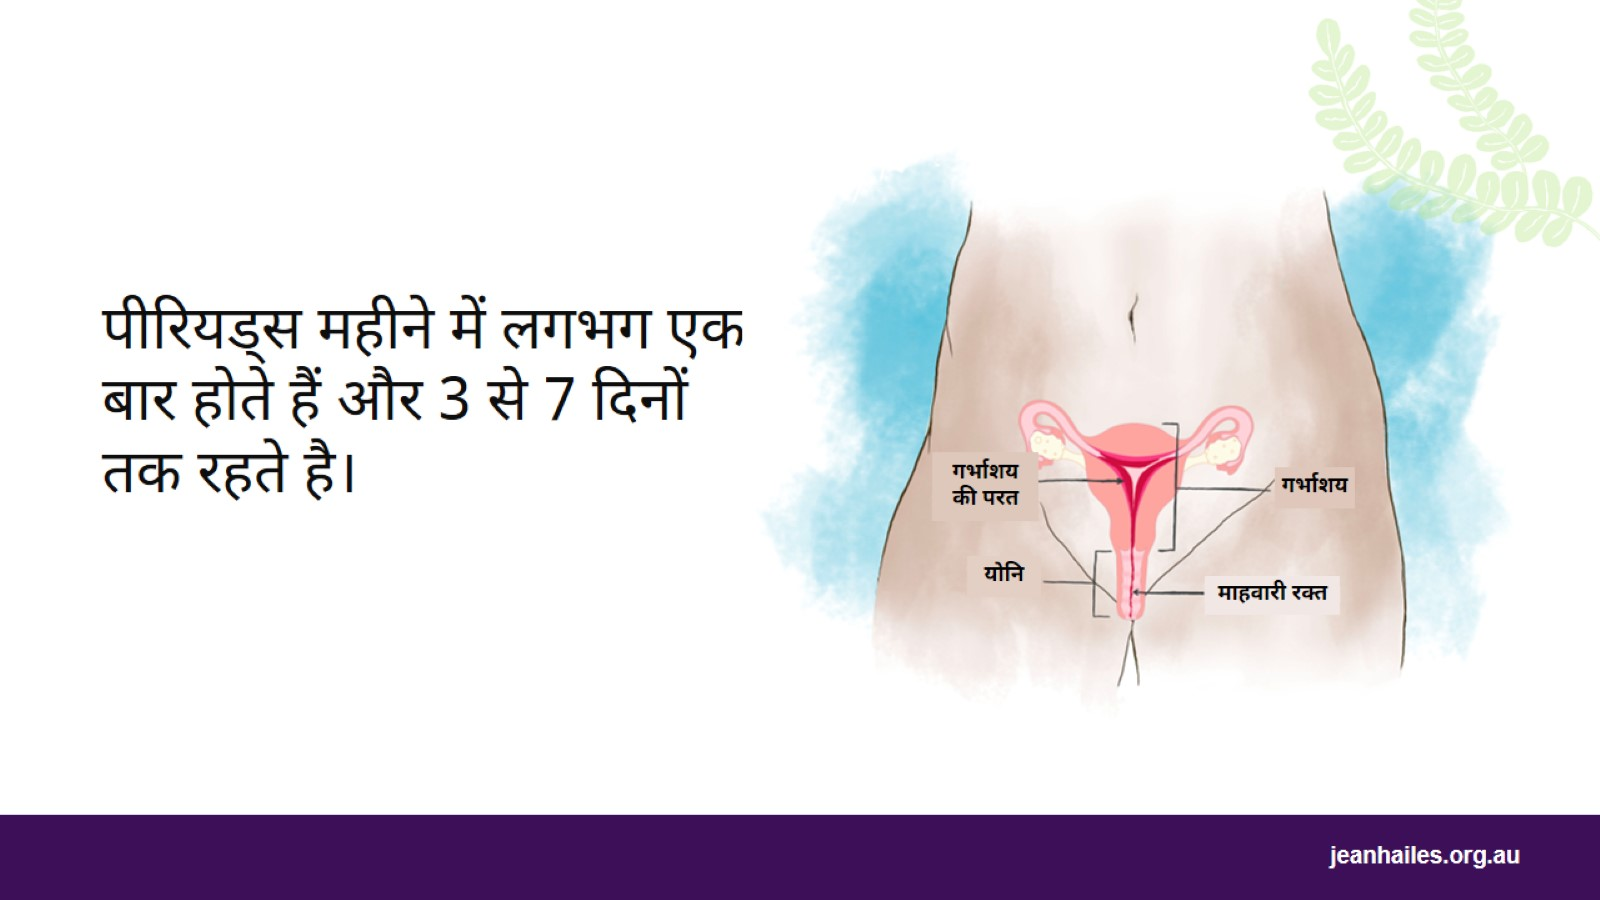 पीरियड्स महीने में लगभग एक
बार होते हैं और 3 से 7 दिनों
तक रहते है।
गर्भाशय
की परत
गर्भाशय
योनि
माहवारी रक्त
jeanhailes.org.au